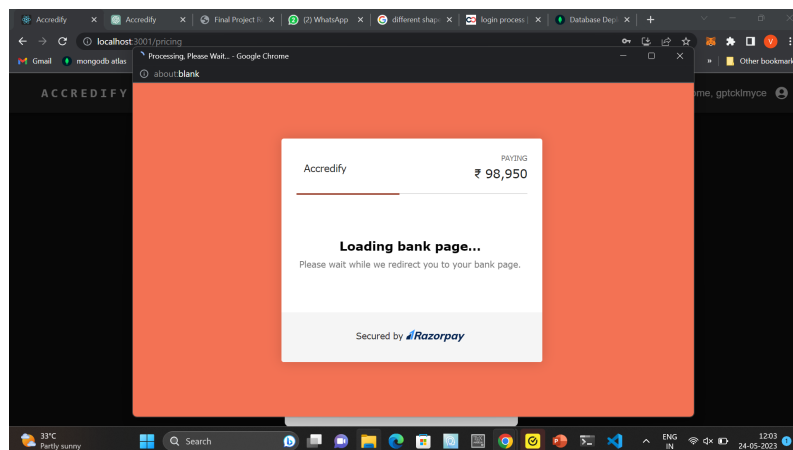 Accredify
Accredify
Final Project R
(2) WhatsApp
different shap
login process |
Database Depl
localhost:3001/pricing
Gmail
mongodb atlas
»
Other bookmark
Processing, Please Wait... - Google Chrome
about:blank
ACCREDIFY
me, gptcklmyce
Accredify
PAYING
₹ 98,950
Loading bank page...
Please wait while we redirect you to your bank page.
Secured by Razorpay
33°C
Partly sunny
Search
ENG
IN
12:03
24-05-2023
1